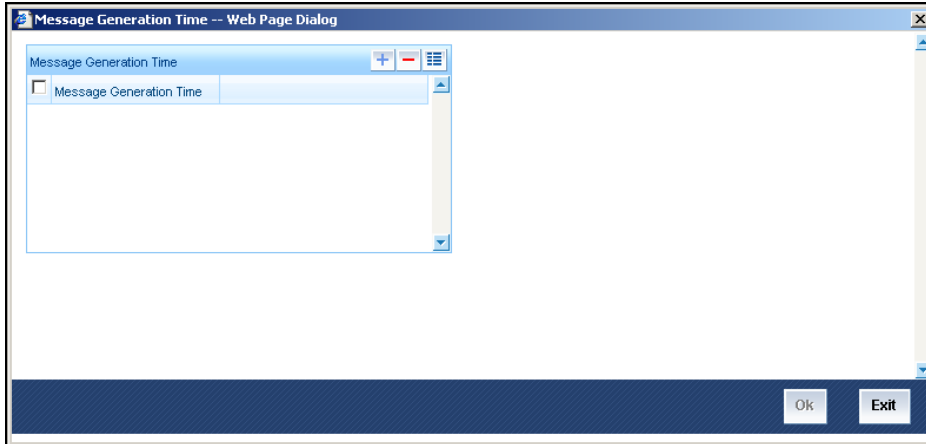 Message Generation Time -- Web Page Dialog
Message Generation Time
Message Generation Time
Ok
Exit